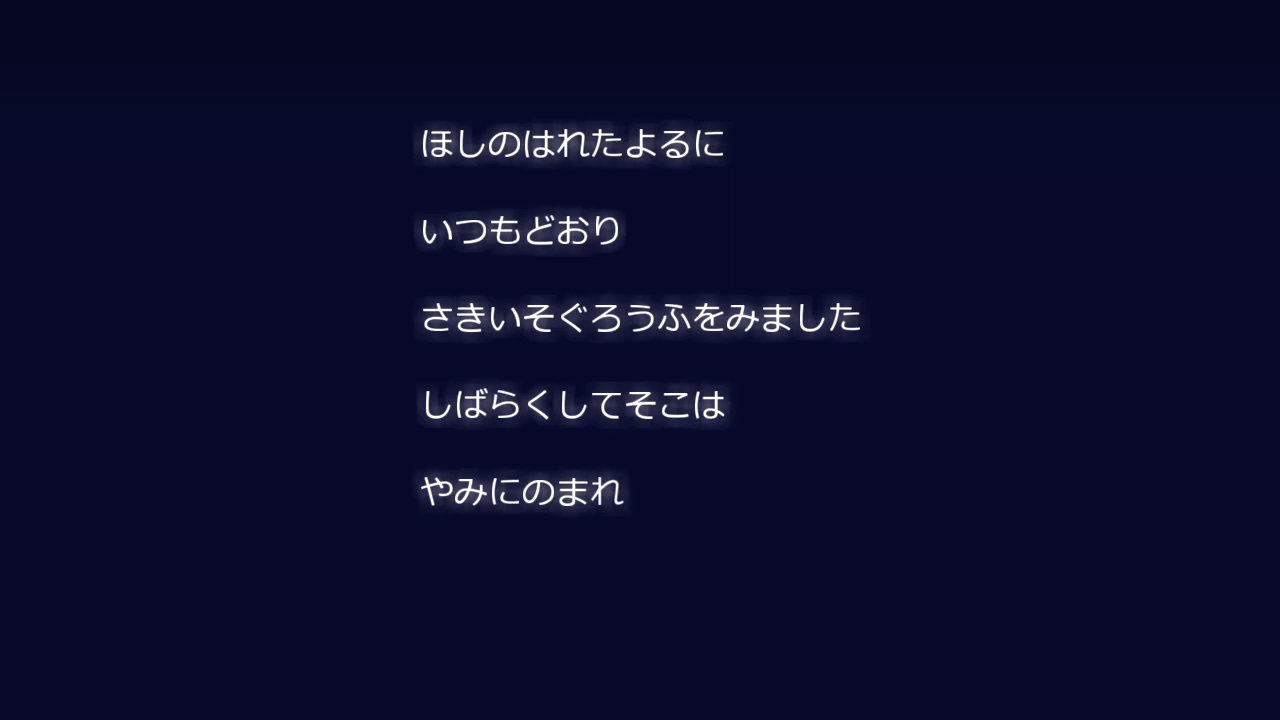 ほしのはれたよるに
いつもどおり
さきいそぐろうふをみました
しばらくしてそこは
やみにのまれ